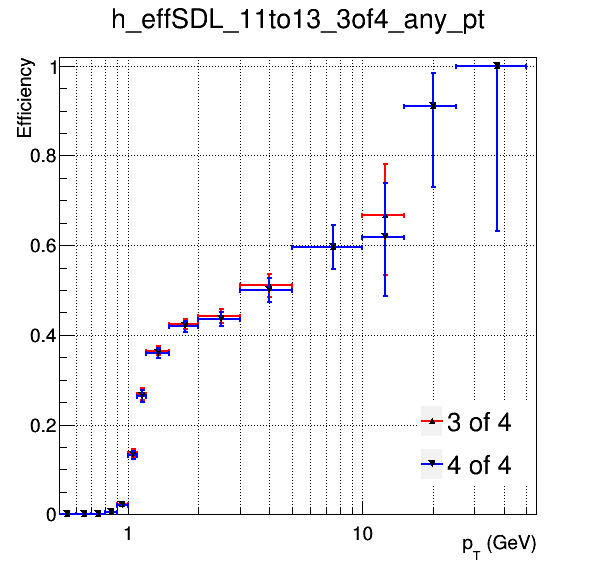 h_effSDL_11to13_3of4_any_pt
Efficiency
1
0.8
0.6
0.4
0.2
0
3 of 4
4 of 4
1 10
p_T (GeV)